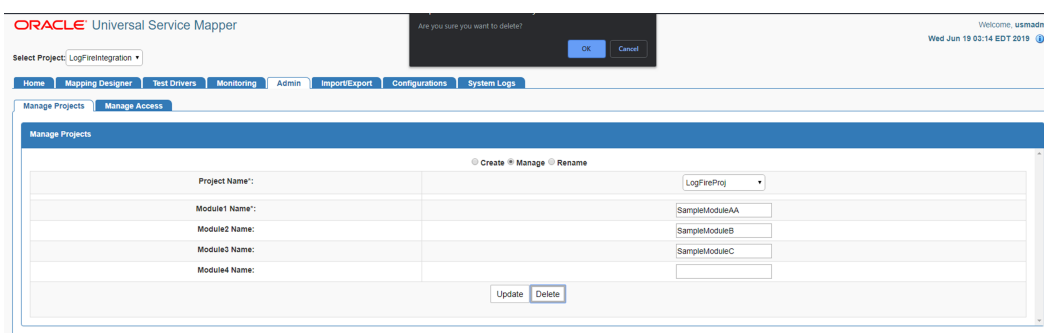 ORACLE Universal Service Mapper
Are you sure you want to delete?
OK Cancel
Welcome, usmadm
Wed Jun 19 03:14 EDT 2019
Select Project: LogFireIntegration
Home Mapping Designer Test Drivers Monitoring Admin Import/Export Configurations System Logs
Manage Projects Manage Access
Manage Projects
Create Manage Rename
Project Name*: LogFireProj
Module1 Name*: SampleModuleAA
Module2 Name: SampleModuleB
Module3 Name: SampleModuleC
Module4 Name:
Update Delete